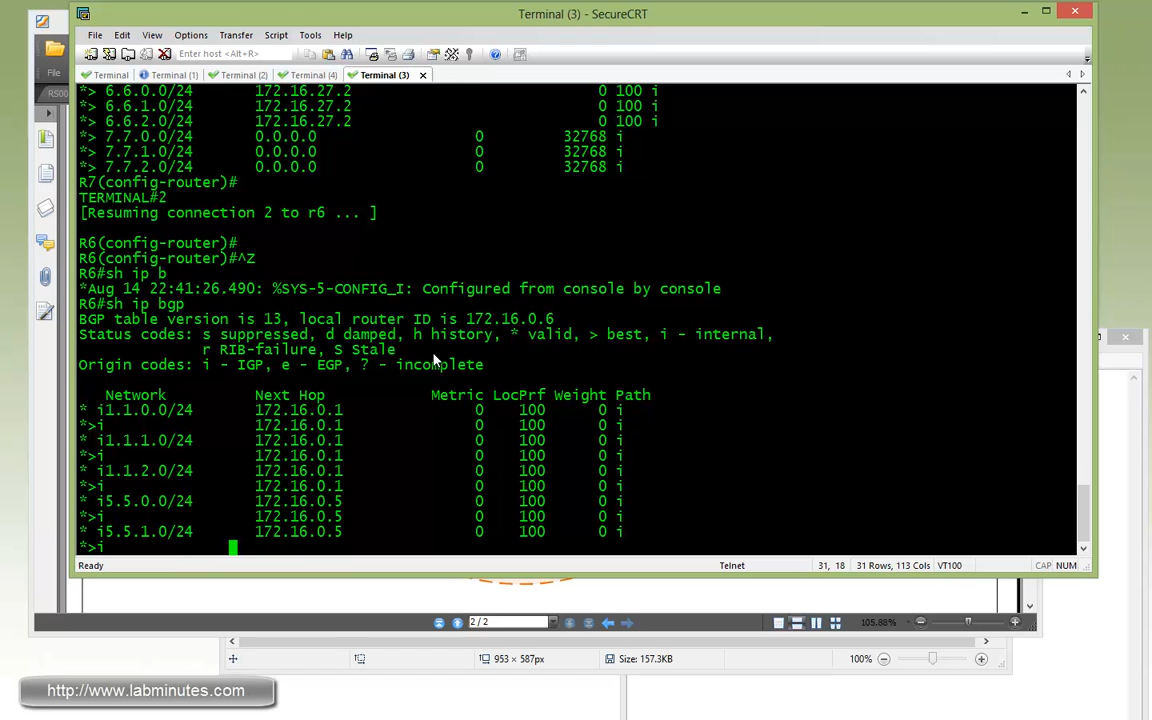 Terminal (3) - SecureCRT
File Edit View Options Transfer Script Tools Help
Enter host <Alt+R>
Terminal Terminal (1) Terminal (2) Terminal (4) Terminal (3)
File
RS00
*> 6.6.0.0/24 172.16.27.2 0 100 i
*> 6.6.1.0/24 172.16.27.2 0 100 i
*> 6.6.2.0/24 172.16.27.2 0 100 i
*> 7.7.0.0/24 0.0.0.0 0 32768 i
*> 7.7.1.0/24 0.0.0.0 0 32768 i
*> 7.7.2.0/24 0.0.0.0 0 32768 i
R7(config-router)#
TERMINAL#2
[Resuming connection 2 to r6 ... ]
R6(config-router)#
R6(config-router)#^Z
R6#sh ip b
*Aug 14 22:41:26.490: %SYS-5-CONFIG_I: Configured from console by console
R6#sh ip bgp
BGP table version is 13, local router ID is 172.16.0.6
Status codes: s suppressed, d damped, h history, * valid, > best, i - internal,
r RIB-failure, S Stale
Origin codes: i - IGP, e - EGP, ? - incomplete
Network Next Hop Metric LocPrf Weight Path
* i1.1.0.0/24 172.16.0.1 0 100 0 i
*>i 172.16.0.1 0 100 0 i
* i1.1.1.0/24 172.16.0.1 0 100 0 i
*>i 172.16.0.1 0 100 0 i
* i1.1.2.0/24 172.16.0.1 0 100 0 i
*>i 172.16.0.1 0 100 0 i
* i5.5.0.0/24 172.16.0.5 0 100 0 i
*>i 172.16.0.5 0 100 0 i
* i5.5.1.0/24 172.16.0.5 0 100 0 i
*>i
Ready Telnet 31, 18 31 Rows, 113 Cols VT100 CAP NUM
2 / 2 105.88%
953 × 587px Size: 157.3KB 100%
http://www.labminutes.com